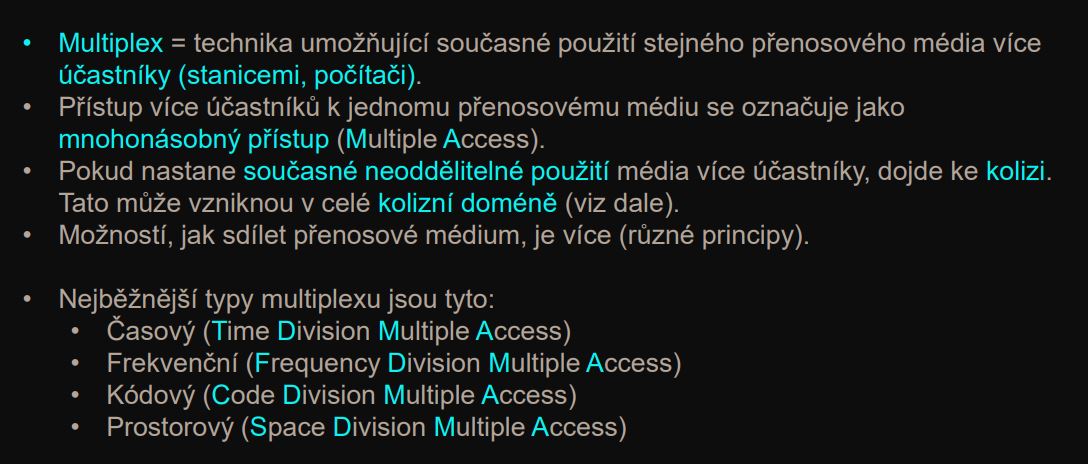 • Multiplex = technika umožňující současné použití stejného přenosového média více
účastníky (stanicemi, počítači).
• Přístup více účastníků k jednomu přenosovému médiu se označuje jako
mnohonásobný přístup (Multiple Access).
• Pokud nastane současné neoddělitelné použití média více účastníky, dojde ke kolizi.
Tato může vzniknou v celé kolizní doméně (viz dale).
• Možností, jak sdílet přenosové médium, je více (různé principy).
• Nejběžnější typy multiplexu jsou tyto:
• Časový (Time Division Multiple Access)
• Frekvenční (Frequency Division Multiple Access)
• Kódový (Code Division Multiple Access)
• Prostorový (Space Division Multiple Access)